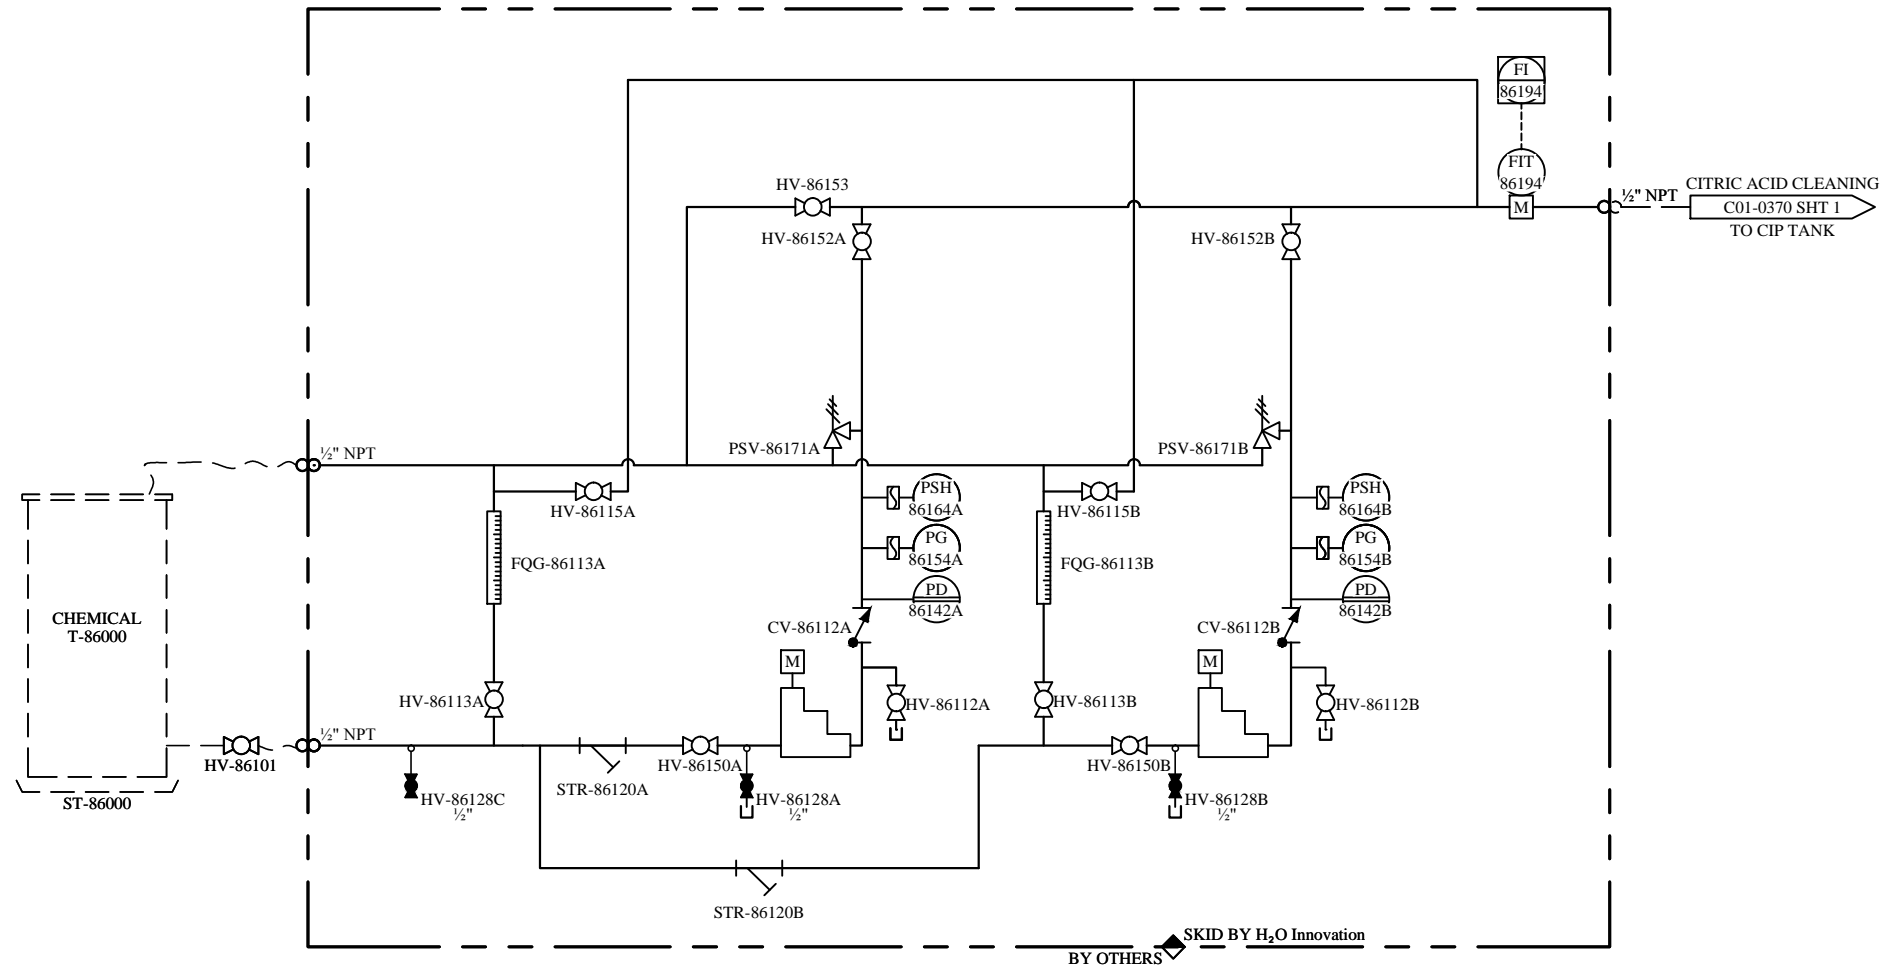 FI
86194
FIT
86194
M
½" NPT
CITRIC ACID CLEANING
C01-0370 SHT 1
TO CIP TANK
HV-86153
HV-86152A
HV-86152B
PSV-86171A
PSV-86171B
½" NPT
HV-86115A
HV-86115B
PSH
86164A
PSH
86164B
PG
86154A
PG
86154B
FQG-86113A
FQG-86113B
PD
86142A
PD
86142B
CHEMICAL
T-86000
CV-86112A
CV-86112B
M
M
HV-86113A
HV-86112A
HV-86113B
HV-86112B
½" NPT
HV-86101
HV-86150A
HV-86150B
ST-86000
STR-86120A
HV-86128C
½"
HV-86128A
½"
HV-86128B
½"
STR-86120B
SKID BY H₂O Innovation
BY OTHERS